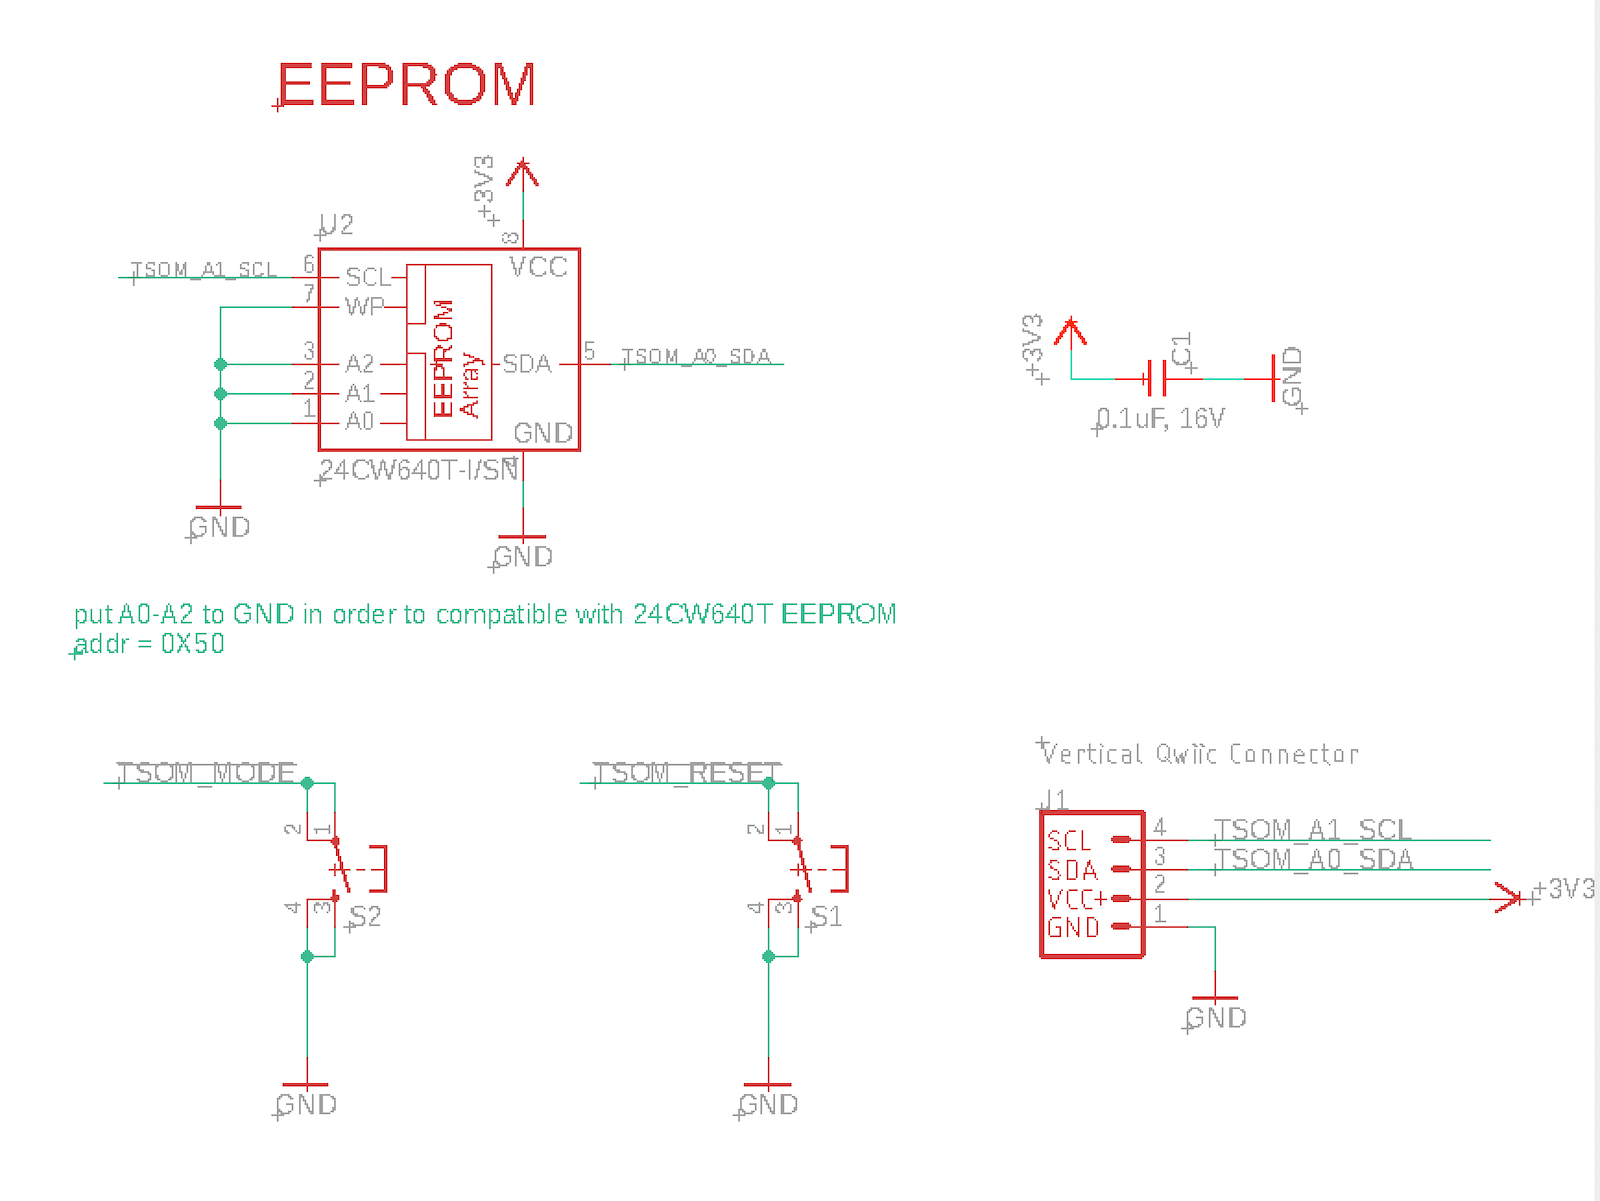 EEPROM
+3V3
U2
8
VCC
TSOM_A1_SCL
6
SCL
7
WP
3
A2
2
A1
1
A0
EEPROM
Array
SDA
5
TSOM_A0_SDA
GND
24CW640T-I/SN
GND
GND
+3V3
C1
0.1uF, 16V
GND
put A0-A2 to GND in order to compatible with 24CW640T EEPROM
addr = 0X50
TSOM_MODE
2
1
4
3
S2
GND
TSOM_RESET
2
1
4
3
S1
GND
Vertical Qwiic Connector
J1
SCL
4
TSOM_A1_SCL
SDA
3
TSOM_A0_SDA
VCC+
2
+3V3
GND
1
GND